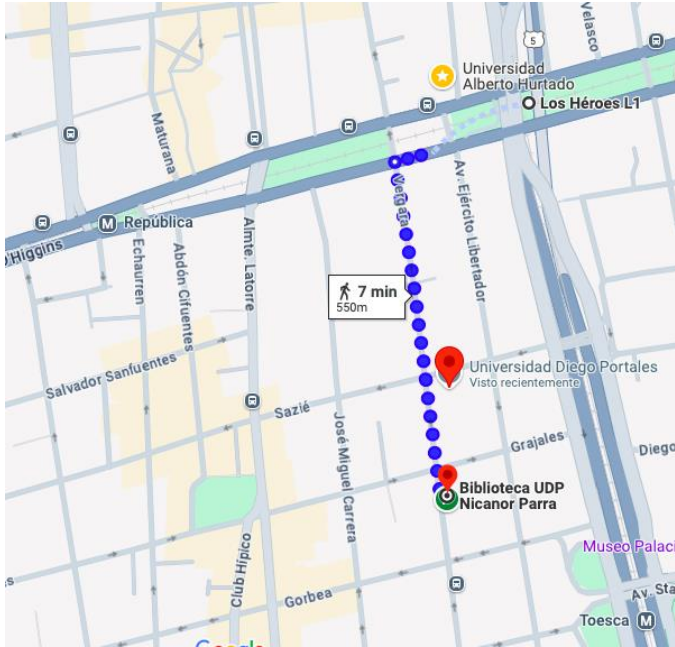 Velasco
5
Universidad
Alberto Hurtado
Los Héroes L1
Maturana
Vergara
Av. Ejército Libertador
M
República
Higgins
Echaurren
Abdón Cifuentes
Almte. Latorre
7 min
550m
Universidad Diego Portales
Visto recientemente
Salvador Sanfuentes
Sazié
José Miguel Carrera
Grajales
Diego
Biblioteca UDP
Nicanor Parra
Museo Palaci
Club Hípico
Gorbea
Av. Sta
Toesca
M
Google